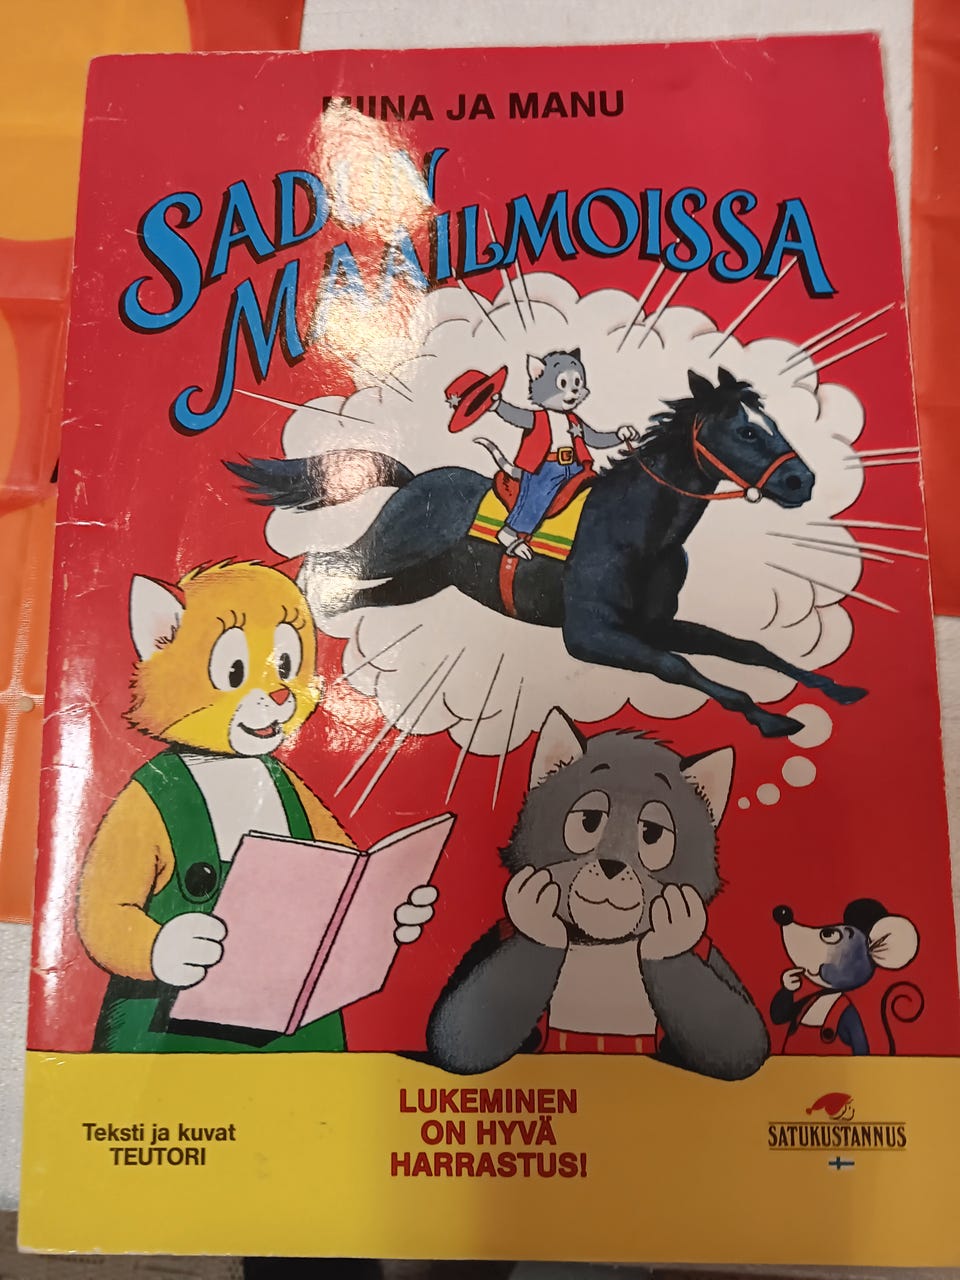 MIINA JA MANU
SADUN
MAAILMOISSA
Teksti ja kuvat
TEUTORI
LUKEMINEN
ON HYVÄ
HARRASTUS!
SATUKUSTANNUS